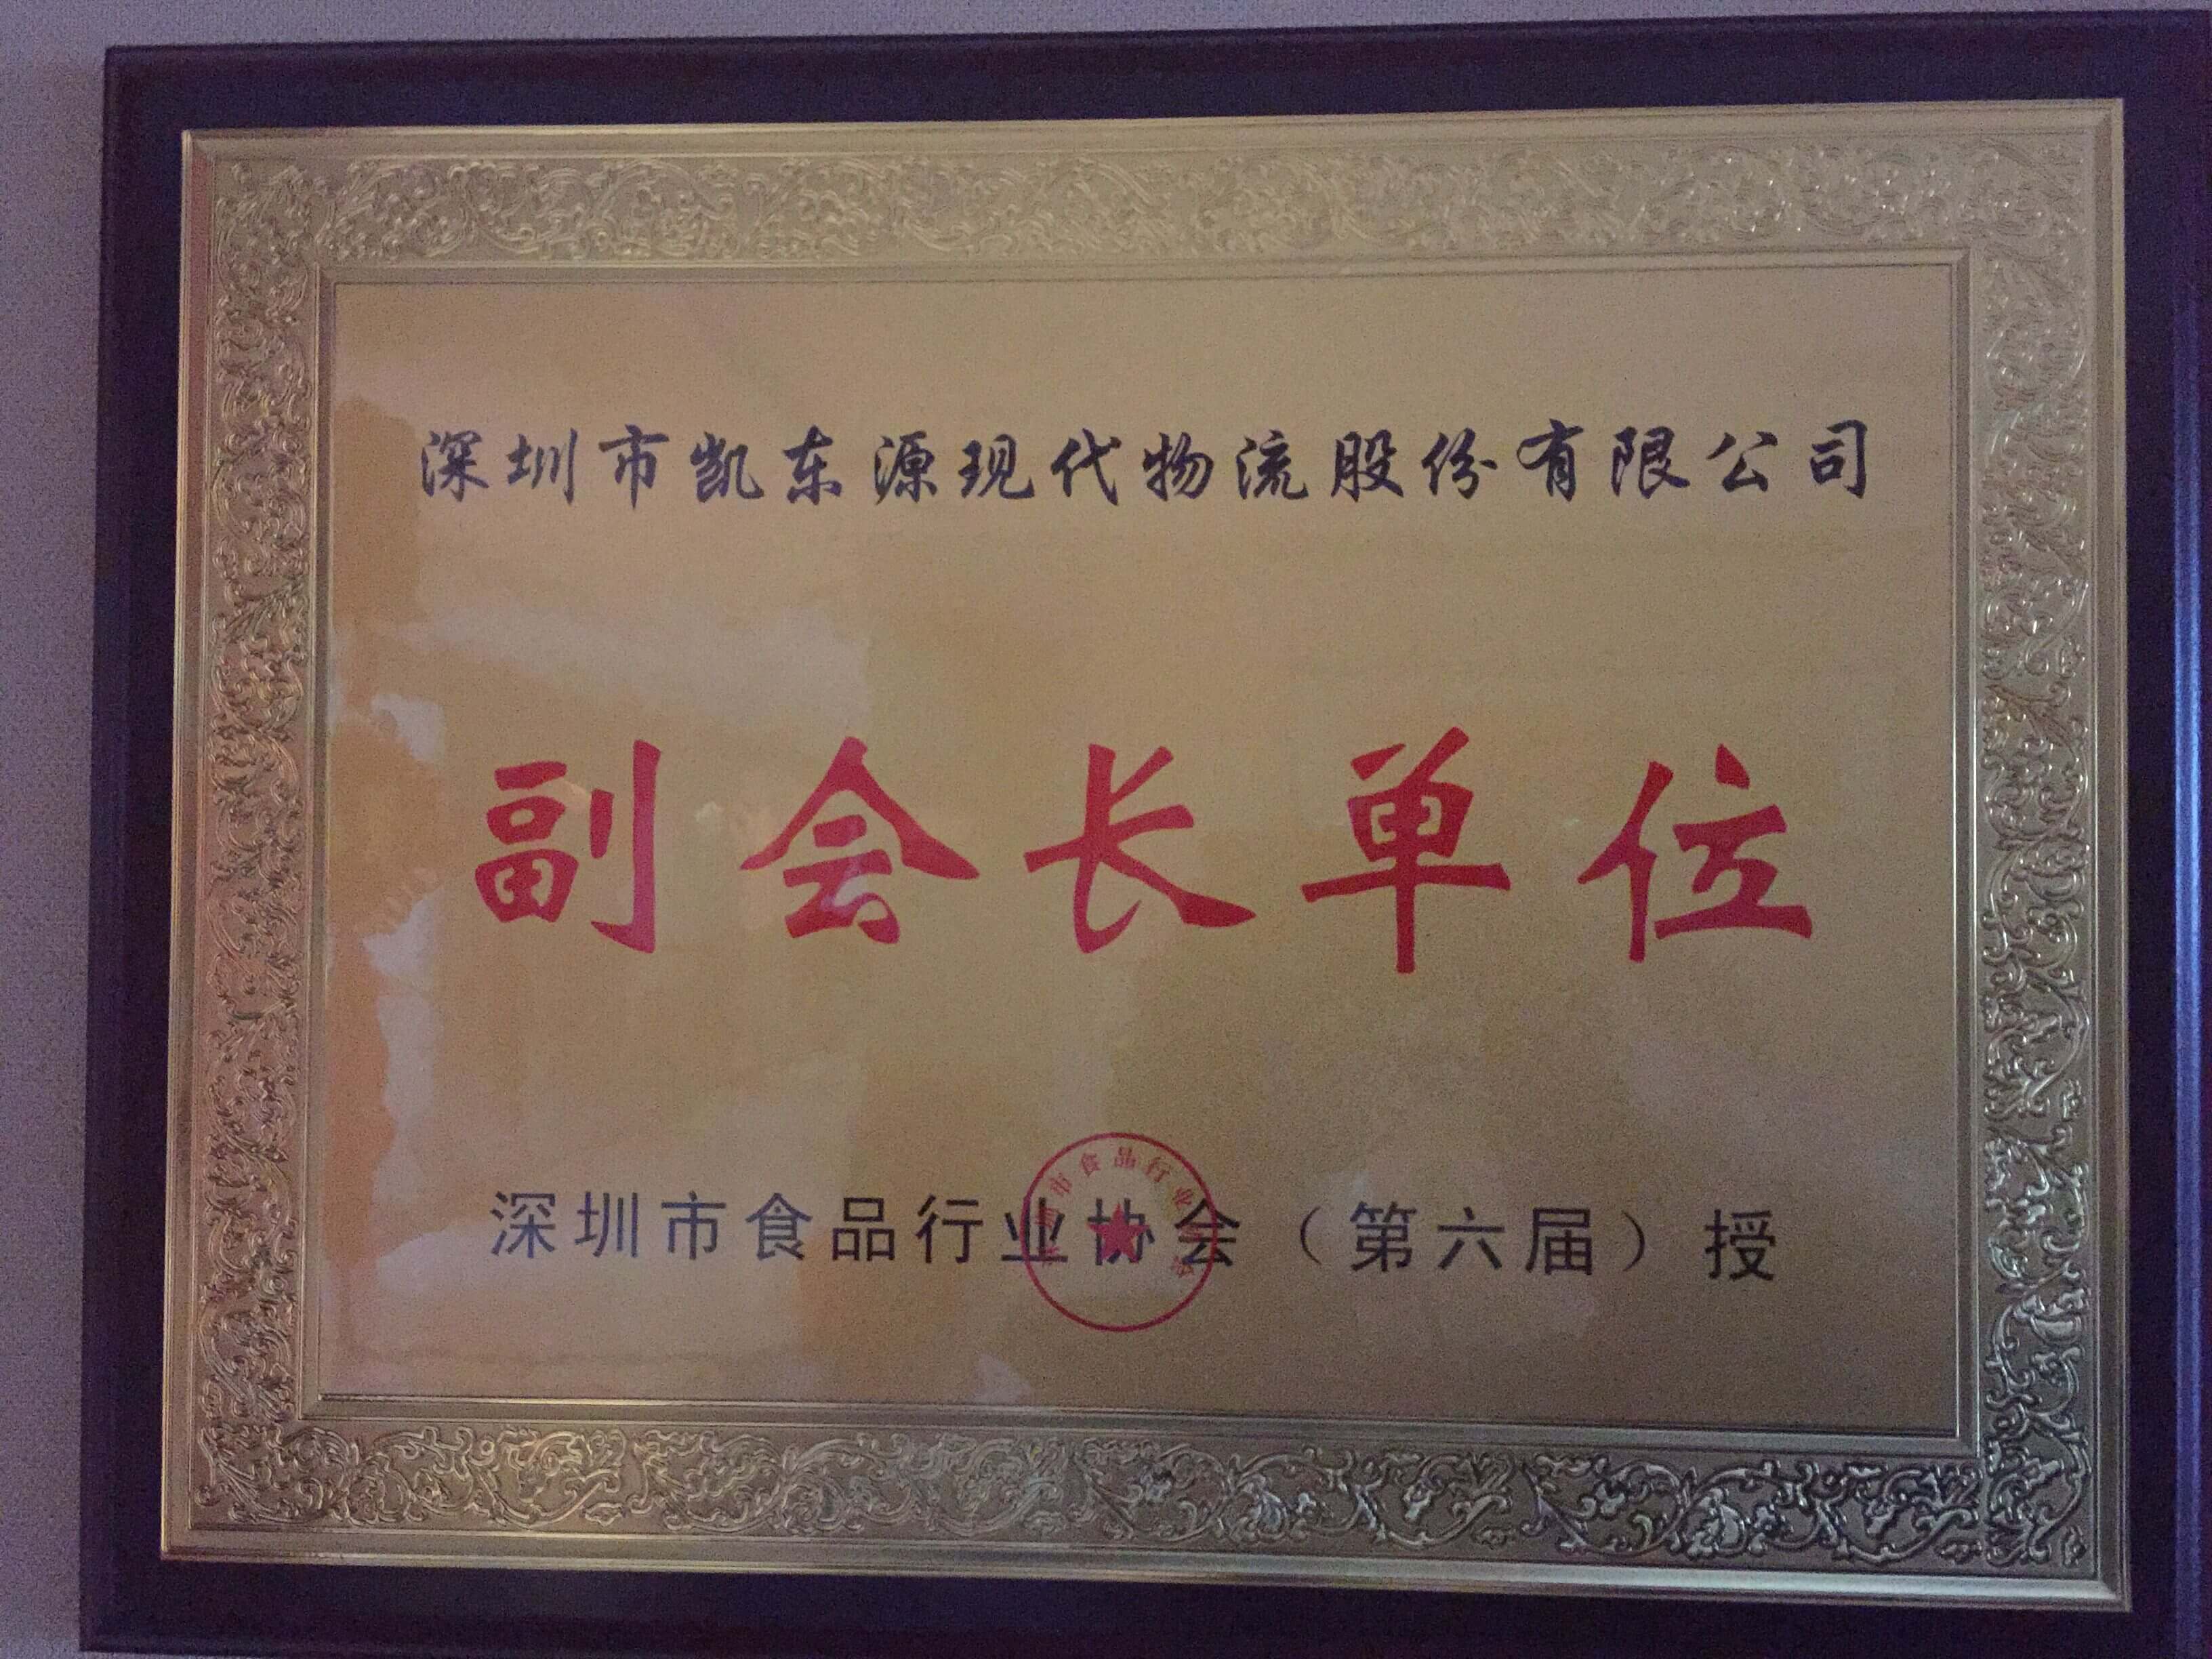 深圳市凯东源现代物流股份有限公司
副会长单位
深圳市食品行业协会（第六届）授
市食品行业